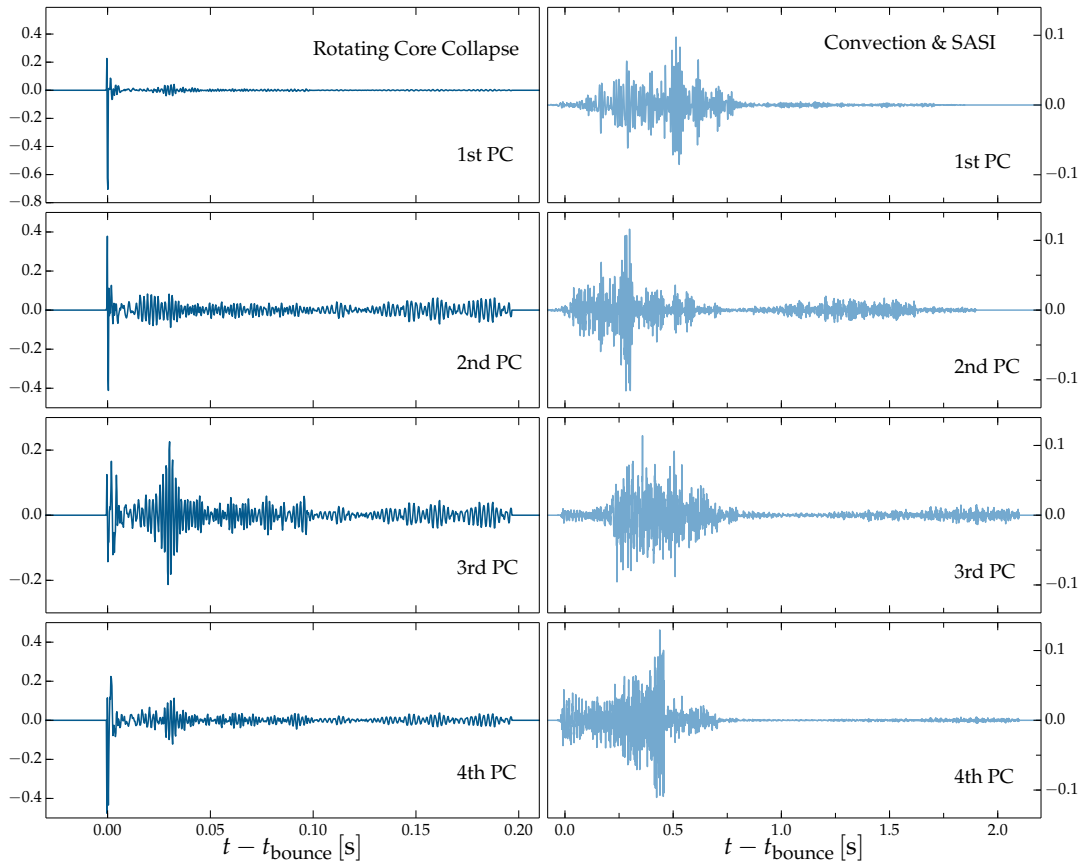 Rotating Core Collapse
0.4
0.2
0.0
−0.2
−0.4
−0.6
−0.8
1st PC
Convection & SASI
0.1
0.0
−0.1
1st PC
0.4
0.2
0.0
−0.2
−0.4
2nd PC
0.1
0.0
−0.1
2nd PC
0.2
0.0
−0.2
3rd PC
0.1
0.0
−0.1
3rd PC
0.4
0.2
0.0
−0.2
−0.4
4th PC
0.1
0.0
−0.1
4th PC
0.00 0.05 0.10 0.15 0.20
t − tbounce [s]
0.0 0.5 1.0 1.5 2.0
t − tbounce [s]